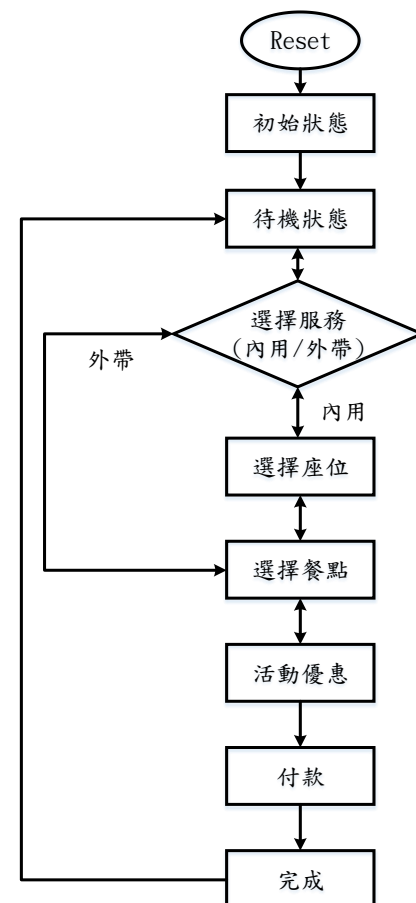 Reset
初始狀態
待機狀態
選擇服務
(內用/外帶)
外帶
內用
選擇座位
選擇餐點
活動優惠
付款
完成